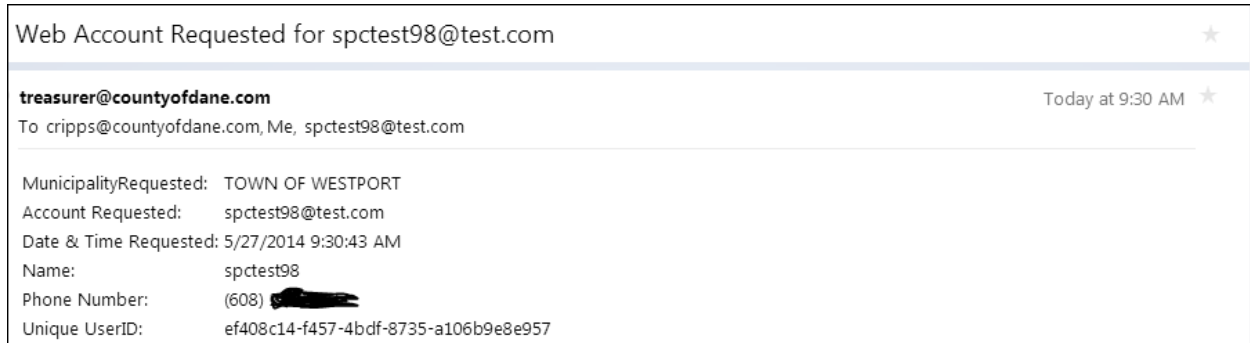 Web Account Requested for spctest98@test.com
treasurer@countyofdane.com Today at 9:30 AM
To cripps@countyofdane.com, Me, spctest98@test.com
MunicipalityRequested: TOWN OF WESTPORT
Account Requested: spctest98@test.com
Date & Time Requested: 5/27/2014 9:30:43 AM
Name: spctest98
Phone Number: (608)
Unique UserID: ef408c14-f457-4bdf-8735-a106b9e8e957